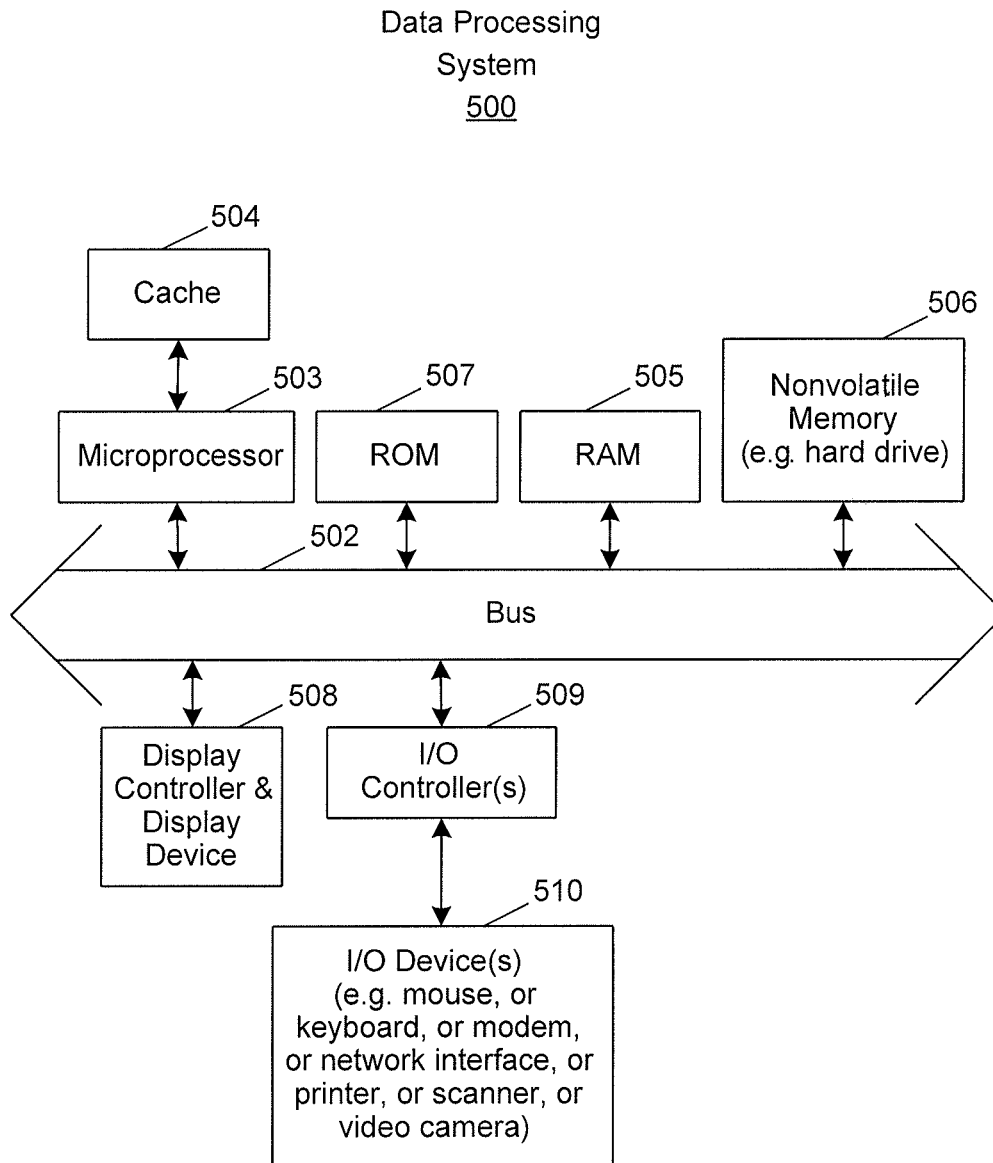 Data Processing
System
500
504
Cache
503
Microprocessor
507
ROM
505
RAM
506
Nonvolatile
Memory
(e.g. hard drive)
502
Bus
508
Display
Controller &
Display
Device
509
I/O
Controller(s)
510
I/O Device(s)
(e.g. mouse, or
keyboard, or modem,
or network interface, or
printer, or scanner, or
video camera)